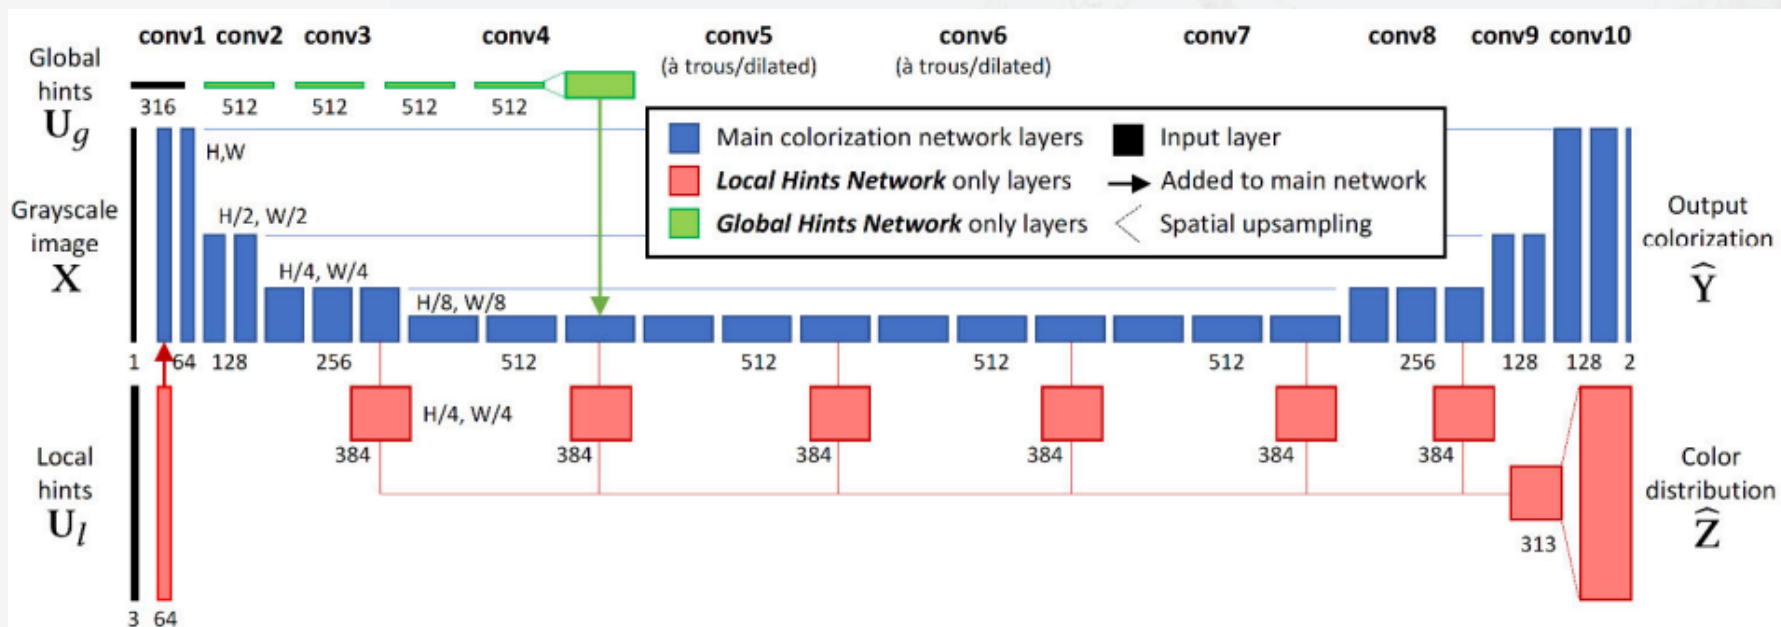 conv1 conv2 conv3 conv4 conv5 conv6 conv7 conv8 conv9 conv10
(à trous/dilated) (à trous/dilated)
Global
hints
U_g
316 512 512 512 512
Main colorization network layers
Local Hints Network only layers
Global Hints Network only layers
Input layer
Added to main network
Spatial upsampling
H,W
H/2, W/2
H/4, W/4
H/8, W/8
Grayscale
image
X
Output
colorization
Ŷ
1 64 128 256 512 512 512 512 256 128 128 2
H/4, W/4
384 384 384 384 384 384
Local
hints
U_l
Color
distribution
Ẑ
313
3 64